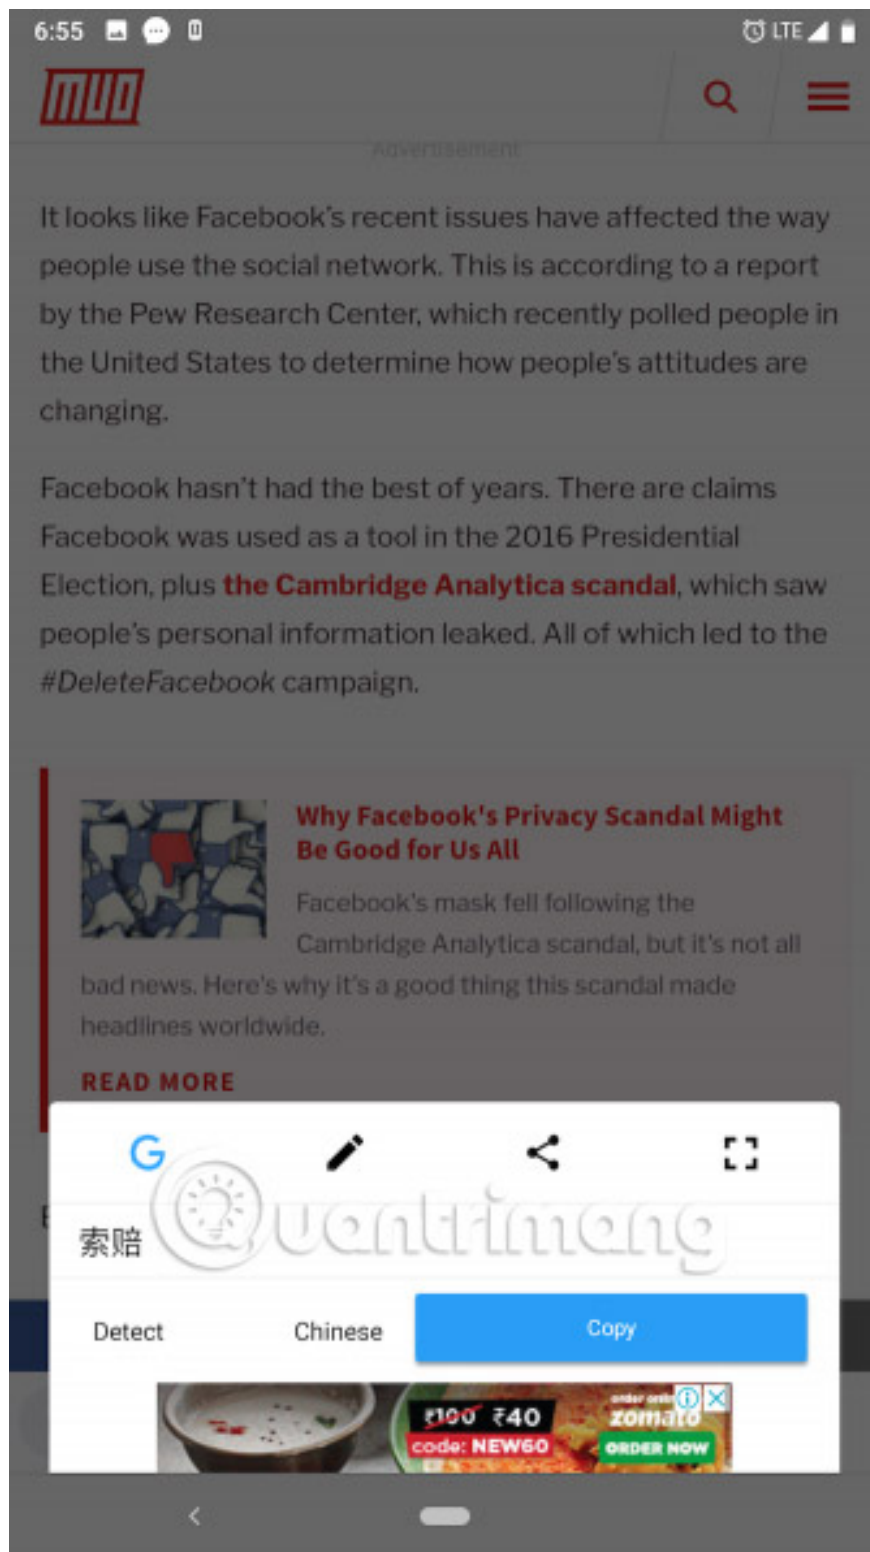 6:55
LTE
muo
Advertisement
It looks like Facebook's recent issues have affected the way
people use the social network. This is according to a report
by the Pew Research Center, which recently polled people in
the United States to determine how people's attitudes are
changing.
Facebook hasn't had the best of years. There are claims
Facebook was used as a tool in the 2016 Presidential
Election, plus the Cambridge Analytica scandal, which saw
people's personal information leaked. All of which led to the
#DeleteFacebook campaign.
Why Facebook's Privacy Scandal Might
Be Good for Us All
Facebook's mask fell following the
Cambridge Analytica scandal, but it's not all
bad news. Here's why it's a good thing this scandal made
headlines worldwide.
READ MORE
G
Quantrimang
索赔
Detect Chinese Copy
order online
zomato
₹100 ₹40
code: NEW60
ORDER NOW